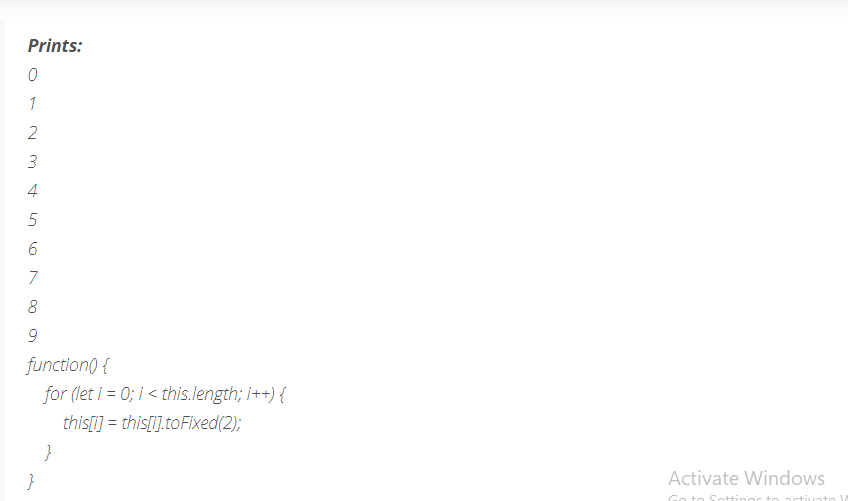 Prints:
0
1
2
3
4
5
6
7
8
9
function() {
for (let i = 0; i < this.length; i++) {
this[i] = this[i].toFixed(2);
}
}
Activate Windows
Go to Settings to activate W